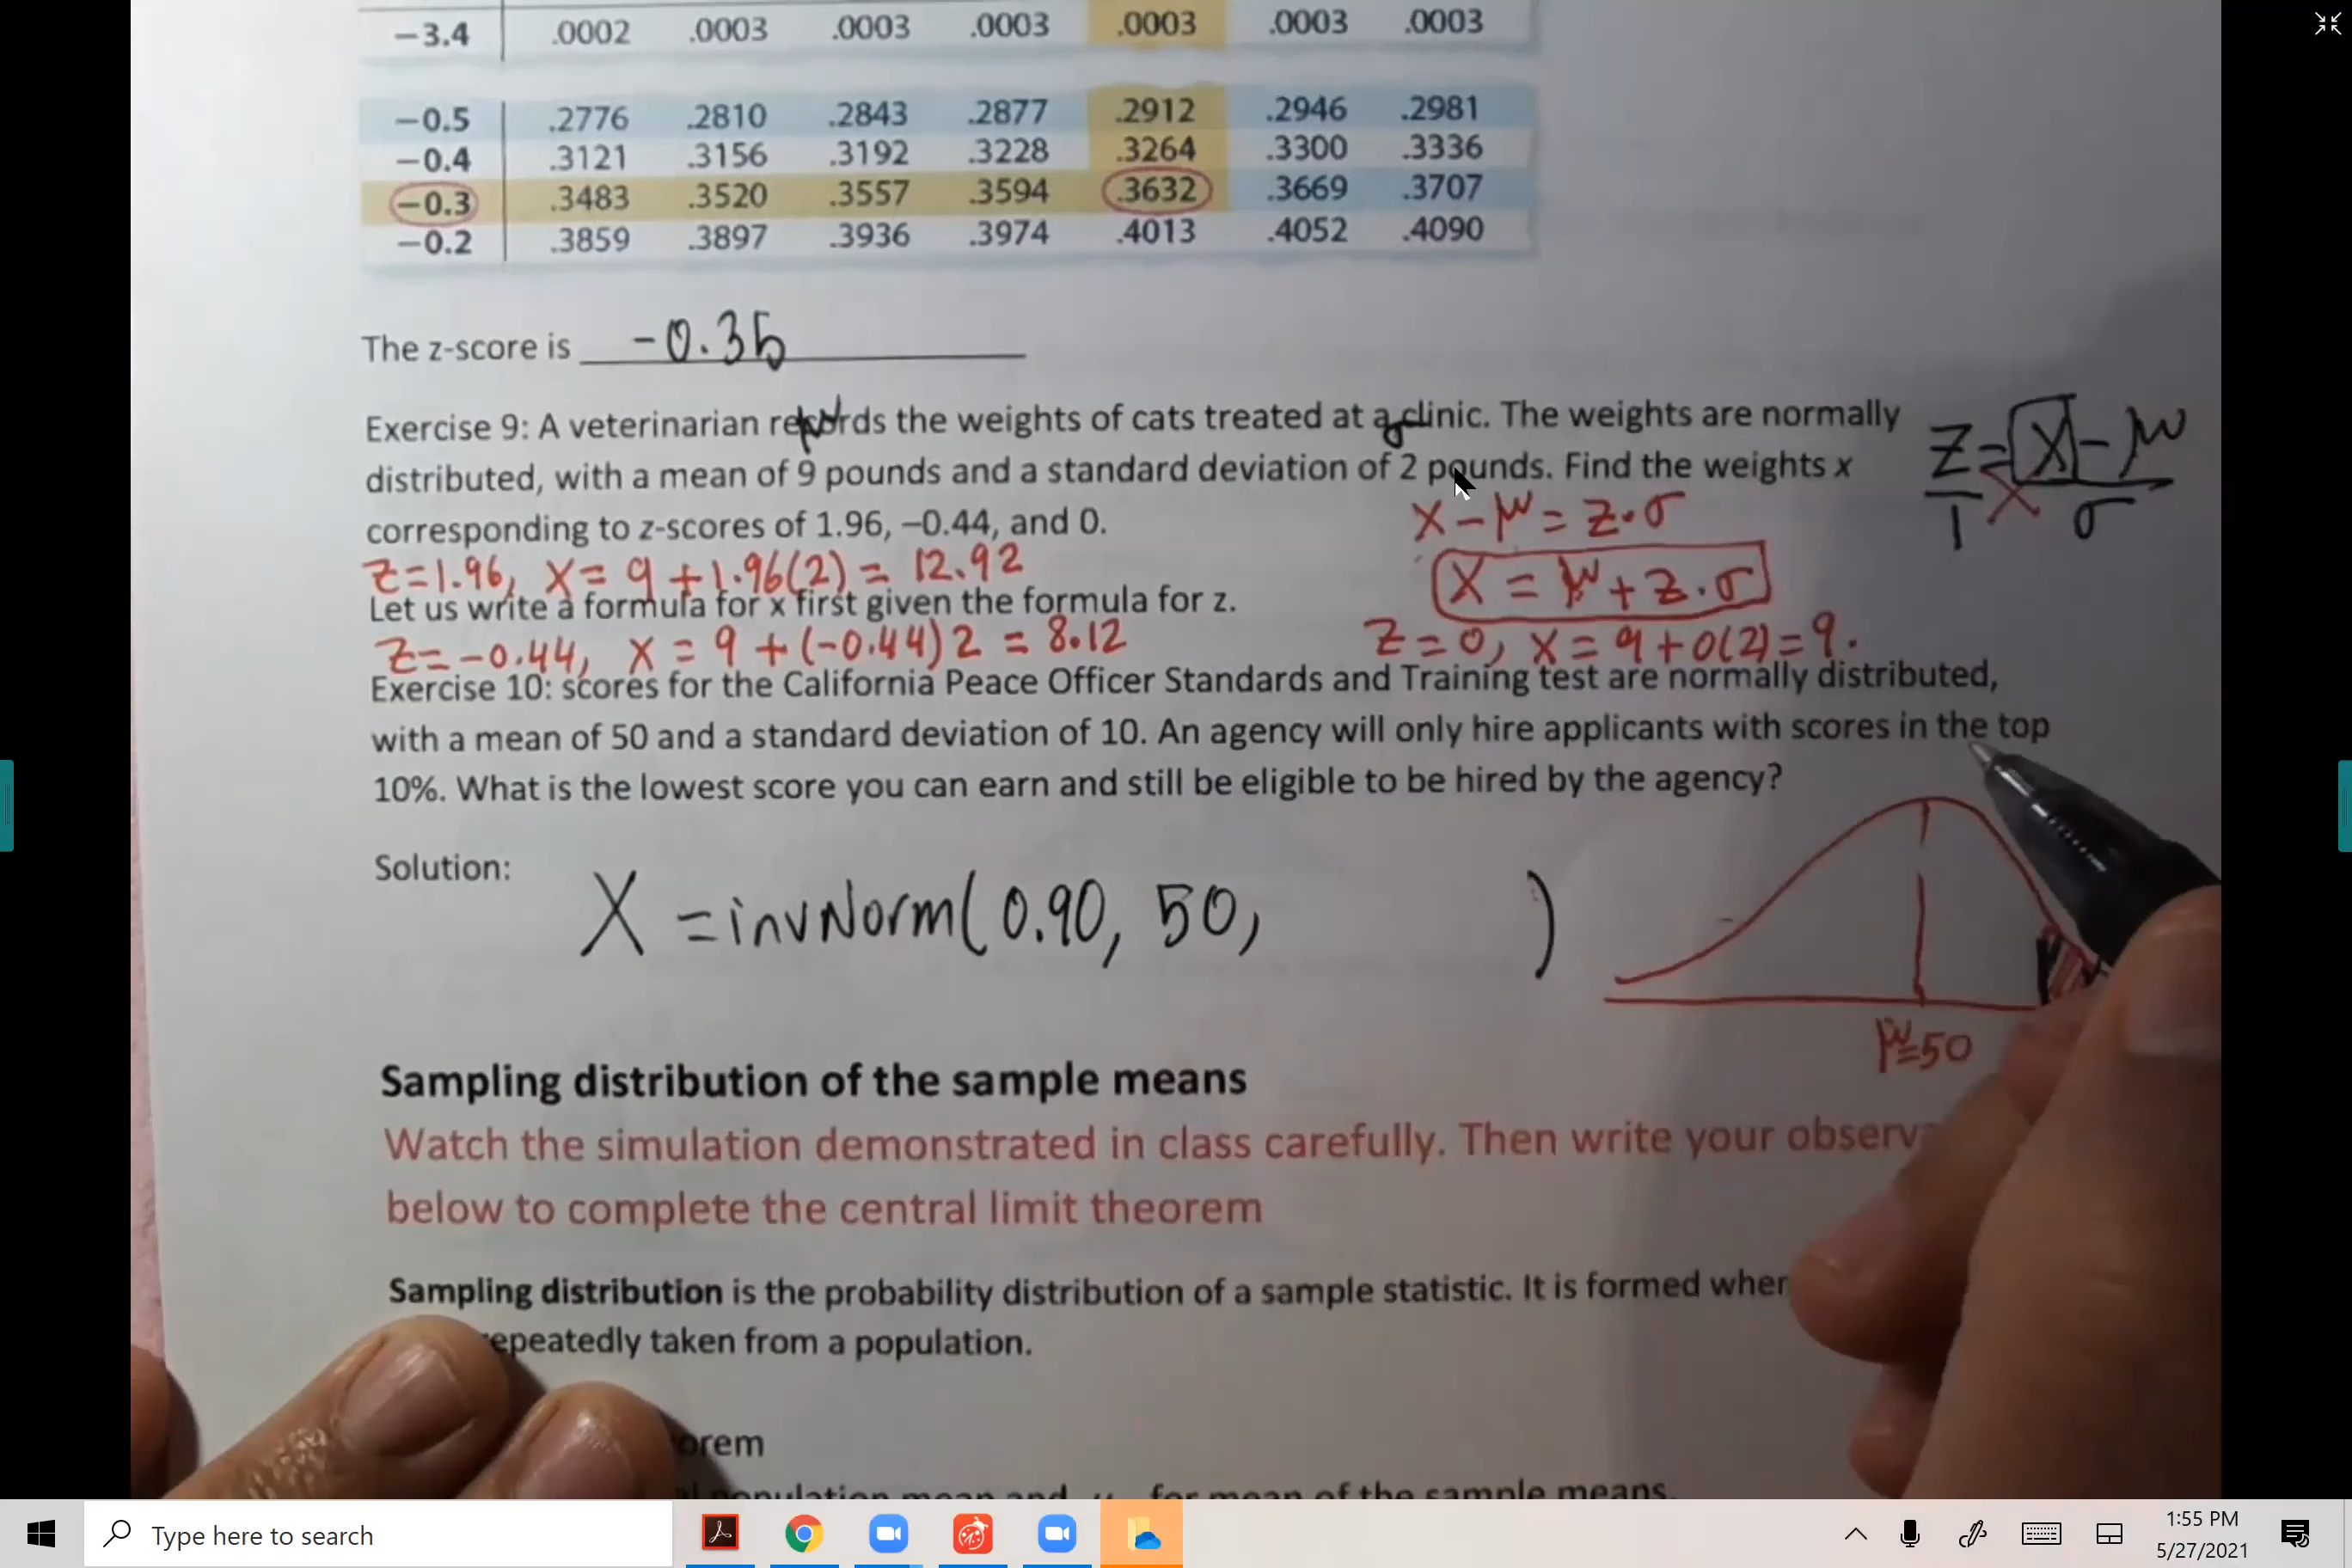 −3.4 .0002 .0003 .0003 .0003 .0003 .0003 .0003
−0.5 .2776 .2810 .2843 .2877 .2912 .2946 .2981
−0.4 .3121 .3156 .3192 .3228 .3264 .3300 .3336
−0.3 .3483 .3520 .3557 .3594 .3632 .3669 .3707
−0.2 .3859 .3897 .3936 .3974 .4013 .4052 .4090
The z-score is -0.35
Exercise 9: A veterinarian records the weights of cats treated at a clinic. The weights are normally
distributed, with a mean of 9 pounds and a standard deviation of 2 pounds. Find the weights x
corresponding to z-scores of 1.96, −0.44, and 0.
μ
σ
z/1 = (x - μ)/σ
x - μ = z·σ
x = μ + z·σ
z=1.96, x = 9 + 1.96(2) = 12.92
Let us write a formula for x first given the formula for z.
z=-0.44, x = 9 + (-0.44)2 = 8.12
z=0, x = 9+0(2)=9.
Exercise 10: scores for the California Peace Officer Standards and Training test are normally distributed,
with a mean of 50 and a standard deviation of 10. An agency will only hire applicants with scores in the top
10%. What is the lowest score you can earn and still be eligible to be hired by the agency?
Solution: X = invNorm(0.90, 50, )
μ=50
Sampling distribution of the sample means
Watch the simulation demonstrated in class carefully. Then write your
below to complete the central limit theorem
Sampling distribution is the probability distribution of a sample statistic. It is formed when
repeatedly taken from a population.
population mean and for mean of the sample means.
Type here to search
1:55 PM
5/27/2021